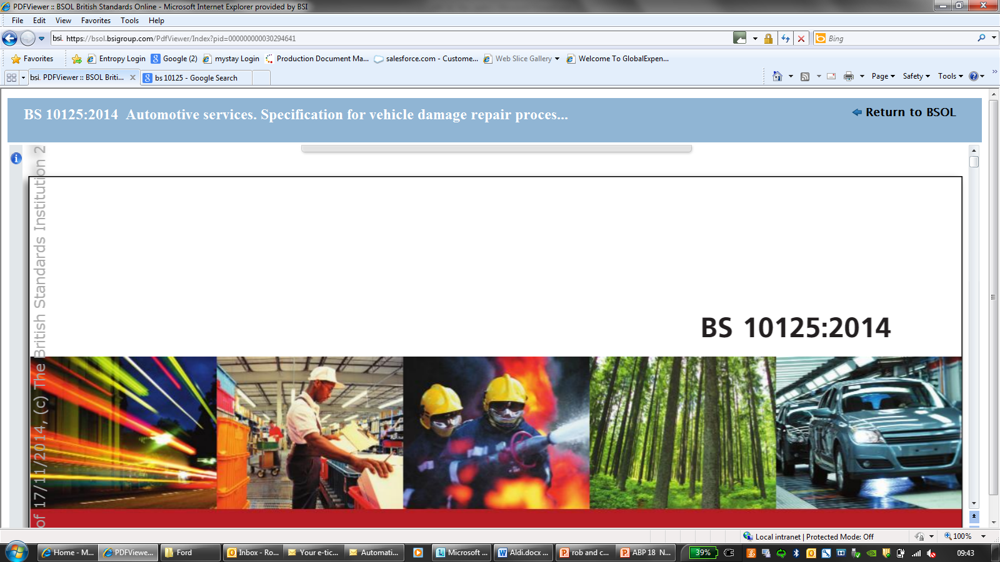 PDFViewer :: BSOL British Standards Online - Microsoft Internet Explorer provided by BSI
File Edit View Favorites Tools Help
bsi. https://bsol.bsigroup.com/PdfViewer/Index?pid=000000000030294641
Bing
Favorites Entropy Login Google (2) mystay Login Production Document Ma... salesforce.com - Custome... Web Slice Gallery Welcome To GlobalExpen...
bsi. PDFViewer :: BSOL Briti... bs 10125 - Google Search Page Safety Tools
BS 10125:2014 Automotive services. Specification for vehicle damage repair proces...
Return to BSOL
of 17/11/2014, (c) The British Standards Institution 2
BS 10125:2014
Local intranet | Protected Mode: Off 100%
Home - M... PDFViewe... Ford Inbox - Ro... Your e-tic... Automati... Microsoft ... Aldi.docx ... rob and c... ABP 18 N... 39% 09:43